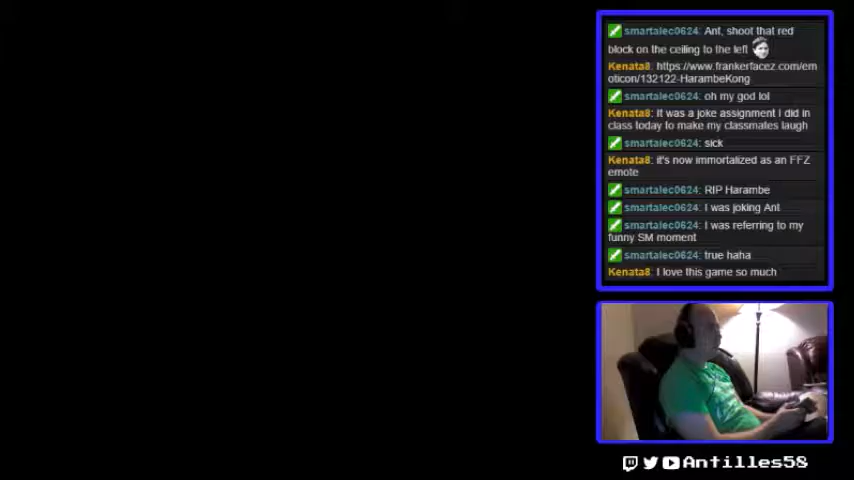 smartalec0624: Ant, shoot that red
block on the ceiling to the left
Kenata8: https://www.frankerfacez.com/em
oticon/132122-HarambeKong
smartalec0624: oh my god lol
Kenata8: It was a joke assignment I did in
class today to make my classmates laugh
smartalec0624: sick
Kenata8: it's now immortalized as an FFZ
emote
smartalec0624: RIP Harambe
smartalec0624: I was joking Ant
smartalec0624: I was referring to my
funny SM moment
smartalec0624: true haha
Kenata8: I love this game so much
Antilles58